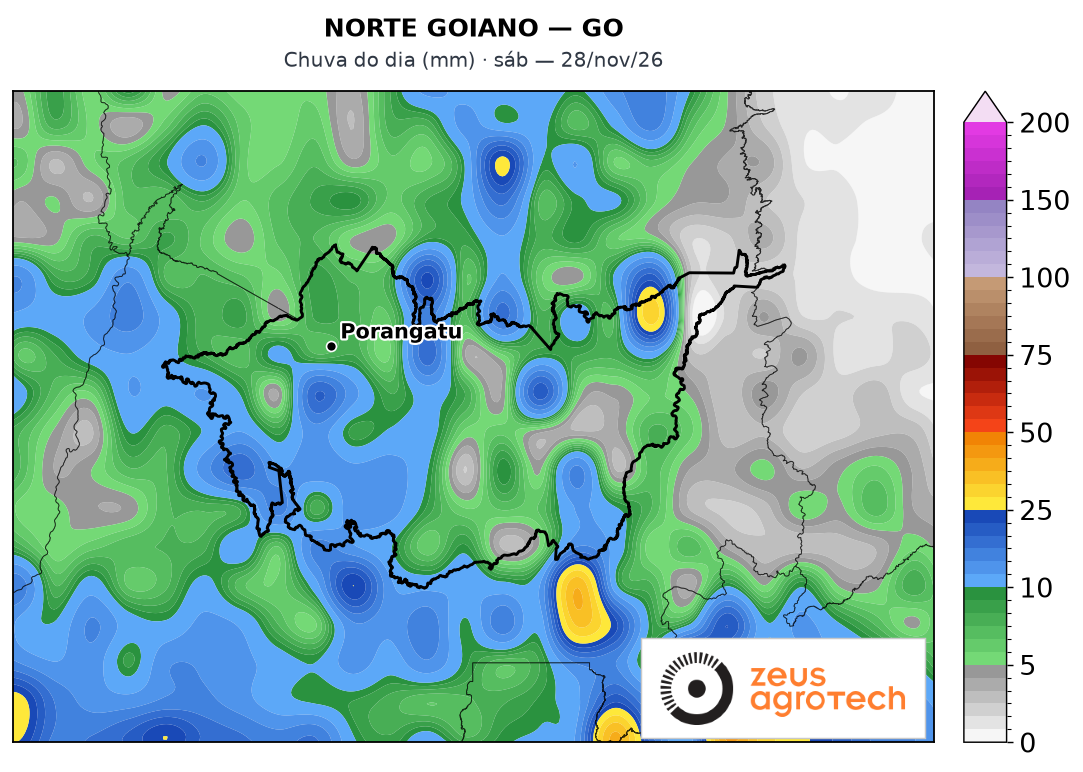 NORTE GOIANO — GO
Chuva do dia (mm) · sáb — 28/nov/26
200
150
100
75
50
25
10
5
0
Porangatu
zeus
agrotech